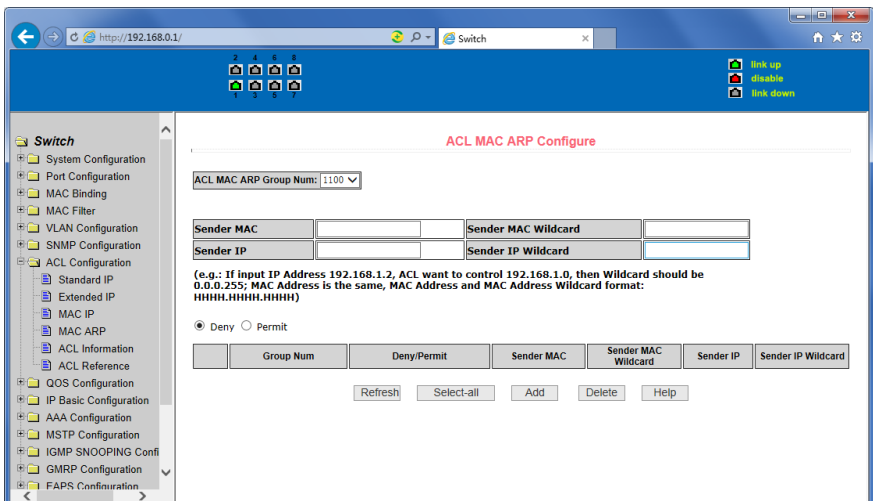 http://192.168.0.1/
Switch
2 4 6 8
1 3 5 7
link up
disable
link down
Switch
System Configuration
Port Configuration
MAC Binding
MAC Filter
VLAN Configuration
SNMP Configuration
ACL Configuration
Standard IP
Extended IP
MAC IP
MAC ARP
ACL Information
ACL Reference
QOS Configuration
IP Basic Configuration
AAA Configuration
MSTP Configuration
IGMP SNOOPING Confi
GMRP Configuration
EAPS Configuration
ACL MAC ARP Configure
ACL MAC ARP Group Num: 1100
Sender MAC Sender MAC Wildcard
Sender IP Sender IP Wildcard
(e.g.: If input IP Address 192.168.1.2, ACL want to control 192.168.1.0, then Wildcard should be
0.0.0.255; MAC Address is the same, MAC Address and MAC Address Wildcard format:
HHHH.HHHH.HHHH)
Deny Permit
Group Num Deny/Permit Sender MAC Sender MAC Wildcard Sender IP Sender IP Wildcard
Refresh Select-all Add Delete Help